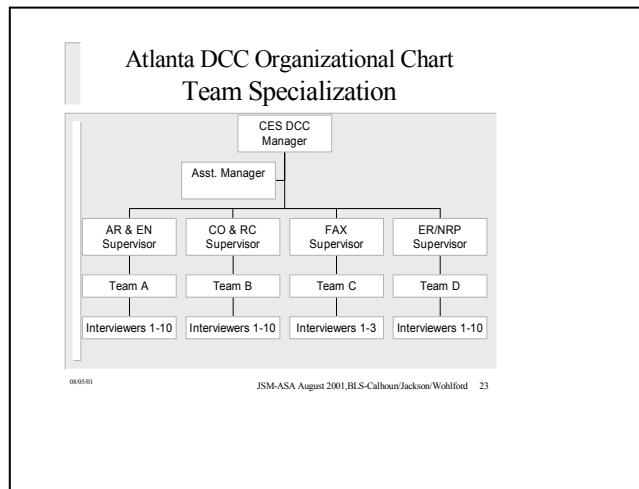 Atlanta DCC Organizational Chart
Team Specialization
CES DCC
Manager
Asst. Manager
AR & EN
Supervisor
CO & RC
Supervisor
FAX
Supervisor
ER/NRP
Supervisor
Team A
Team B
Team C
Team D
Interviewers 1-10
Interviewers 1-10
Interviewers 1-3
Interviewers 1-10
08/05/01
JSM-ASA August 2001,BLS-Calhoun/Jackson/Wohlford 23